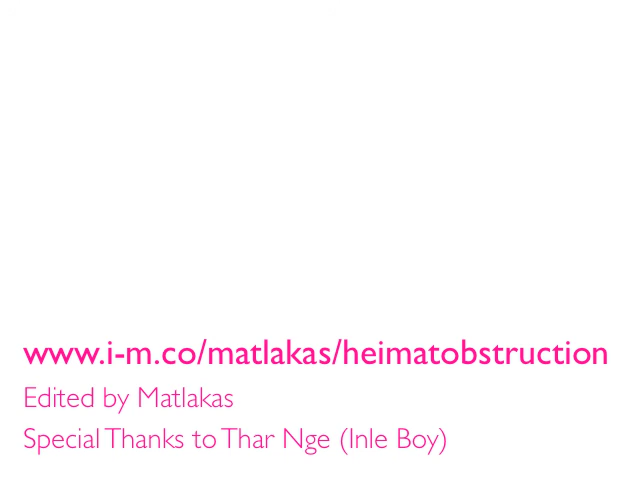 www.i-m.co/matlakas/heimatobstruction
Edited by Matlakas
Special Thanks to Thar Nge (Inle Boy)